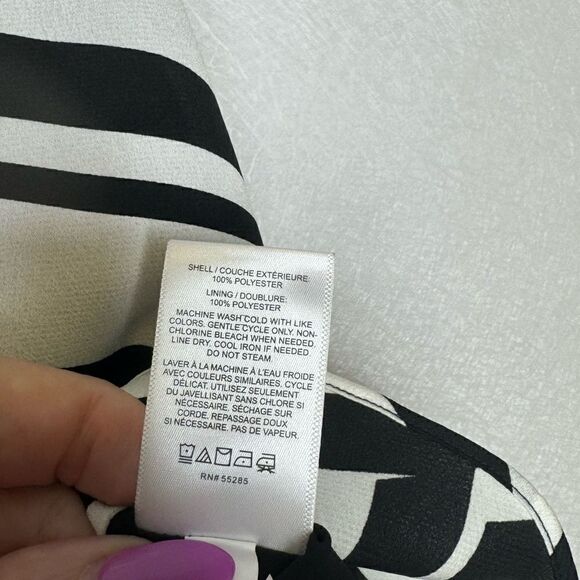 SHELL / COUCHE EXTÉRIEURE:
100% POLYESTER
LINING / DOUBLURE:
100% POLYESTER
MACHINE WASH COLD WITH LIKE
COLORS. GENTLE CYCLE ONLY. NON-
CHLORINE BLEACH WHEN NEEDED.
LINE DRY. COOL IRON IF NEEDED
DO NOT STEAM.
LAVER À LA MACHINE À L'EAU FROIDE
AVEC COULEURS SIMILAIRES. CYCLE
DÉLICAT. UTILISEZ SEULEMENT
DU JAVELLISANT SANS CHLORE SI
NÉCESSAIRE. SÉCHAGE SUR
CORDE. REPASSAGE DOUX
SI NÉCESSAIRE. PAS DE VAPEUR.
RN# 55285